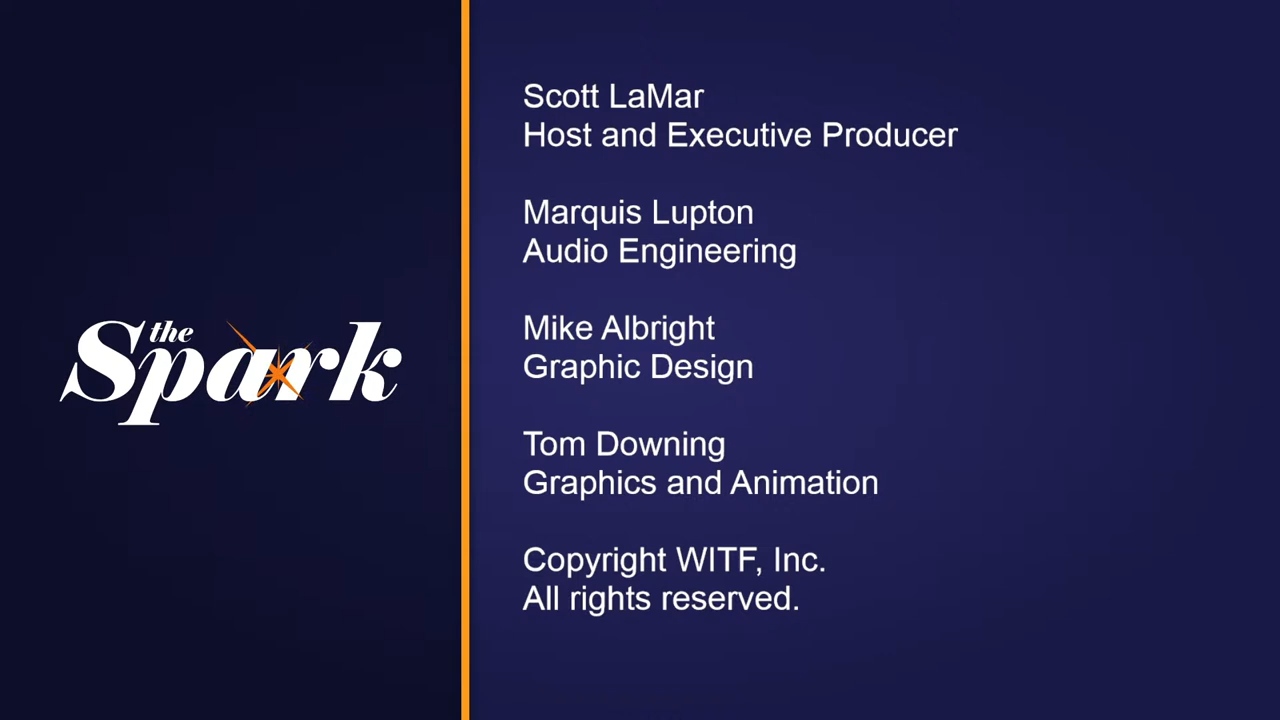 the
Spark
Scott LaMar
Host and Executive Producer
Marquis Lupton
Audio Engineering
Mike Albright
Graphic Design
Tom Downing
Graphics and Animation
Copyright WITF, Inc.
All rights reserved.